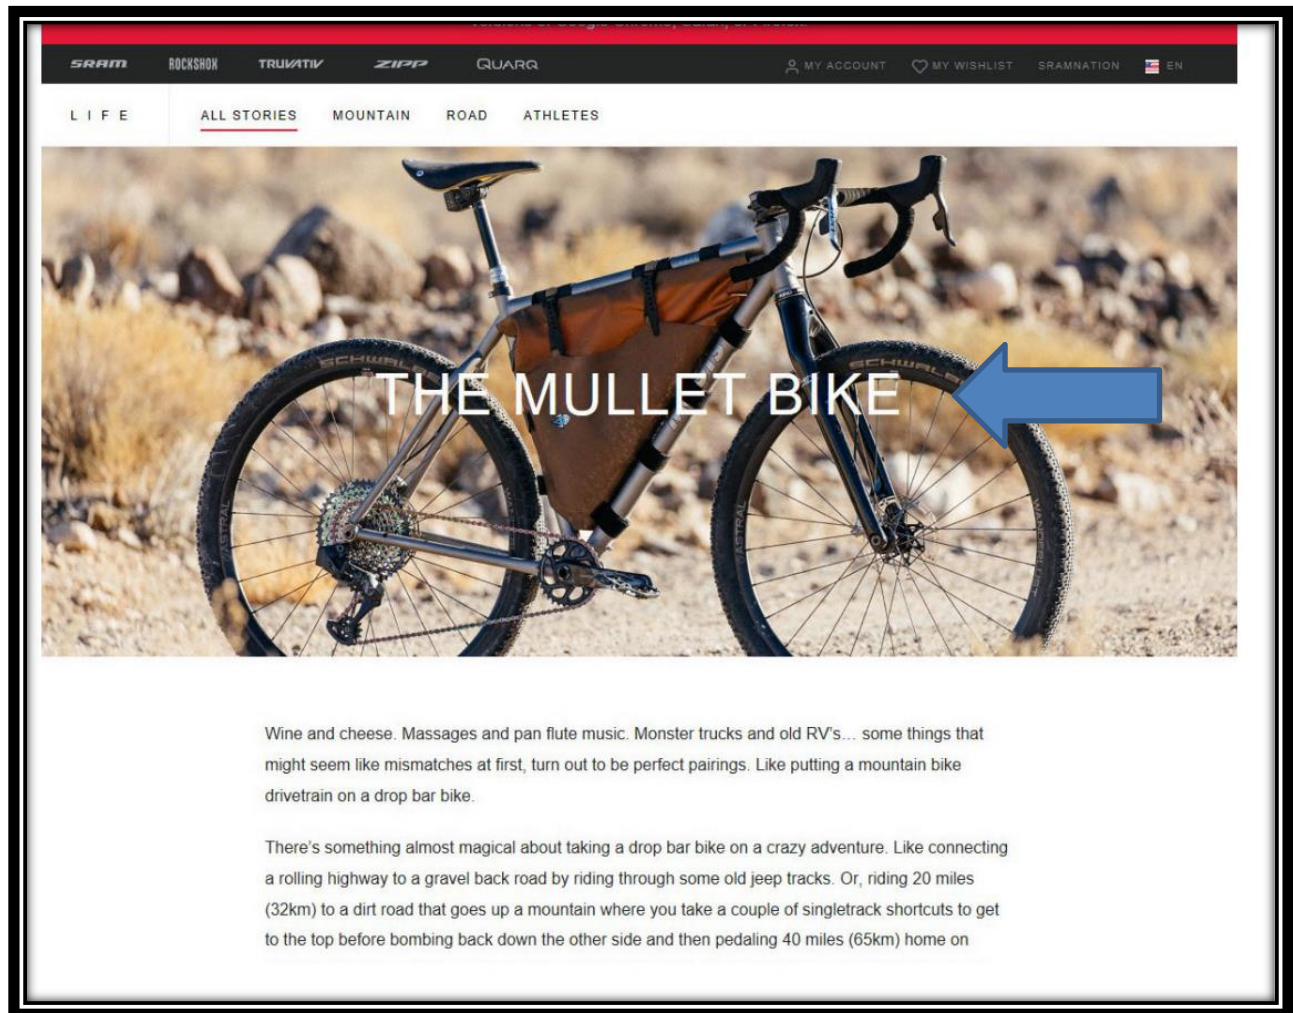 SRAM ROCKSHOX TRUVATIV ZIPP QUARQ MY ACCOUNT MY WISHLIST SRAMNATION EN
LIFE ALL STORIES MOUNTAIN ROAD ATHLETES
SCHWALBE SCHWALBE
THE MULLET BIKE
ASTRAL
Wine and cheese. Massages and pan flute music. Monster trucks and old RV's... some things that
might seem like mismatches at first, turn out to be perfect pairings. Like putting a mountain bike
drivetrain on a drop bar bike.
There's something almost magical about taking a drop bar bike on a crazy adventure. Like connecting
a rolling highway to a gravel back road by riding through some old jeep tracks. Or, riding 20 miles
(32km) to a dirt road that goes up a mountain where you take a couple of singletrack shortcuts to get
to the top before bombing back down the other side and then pedaling 40 miles (65km) home on